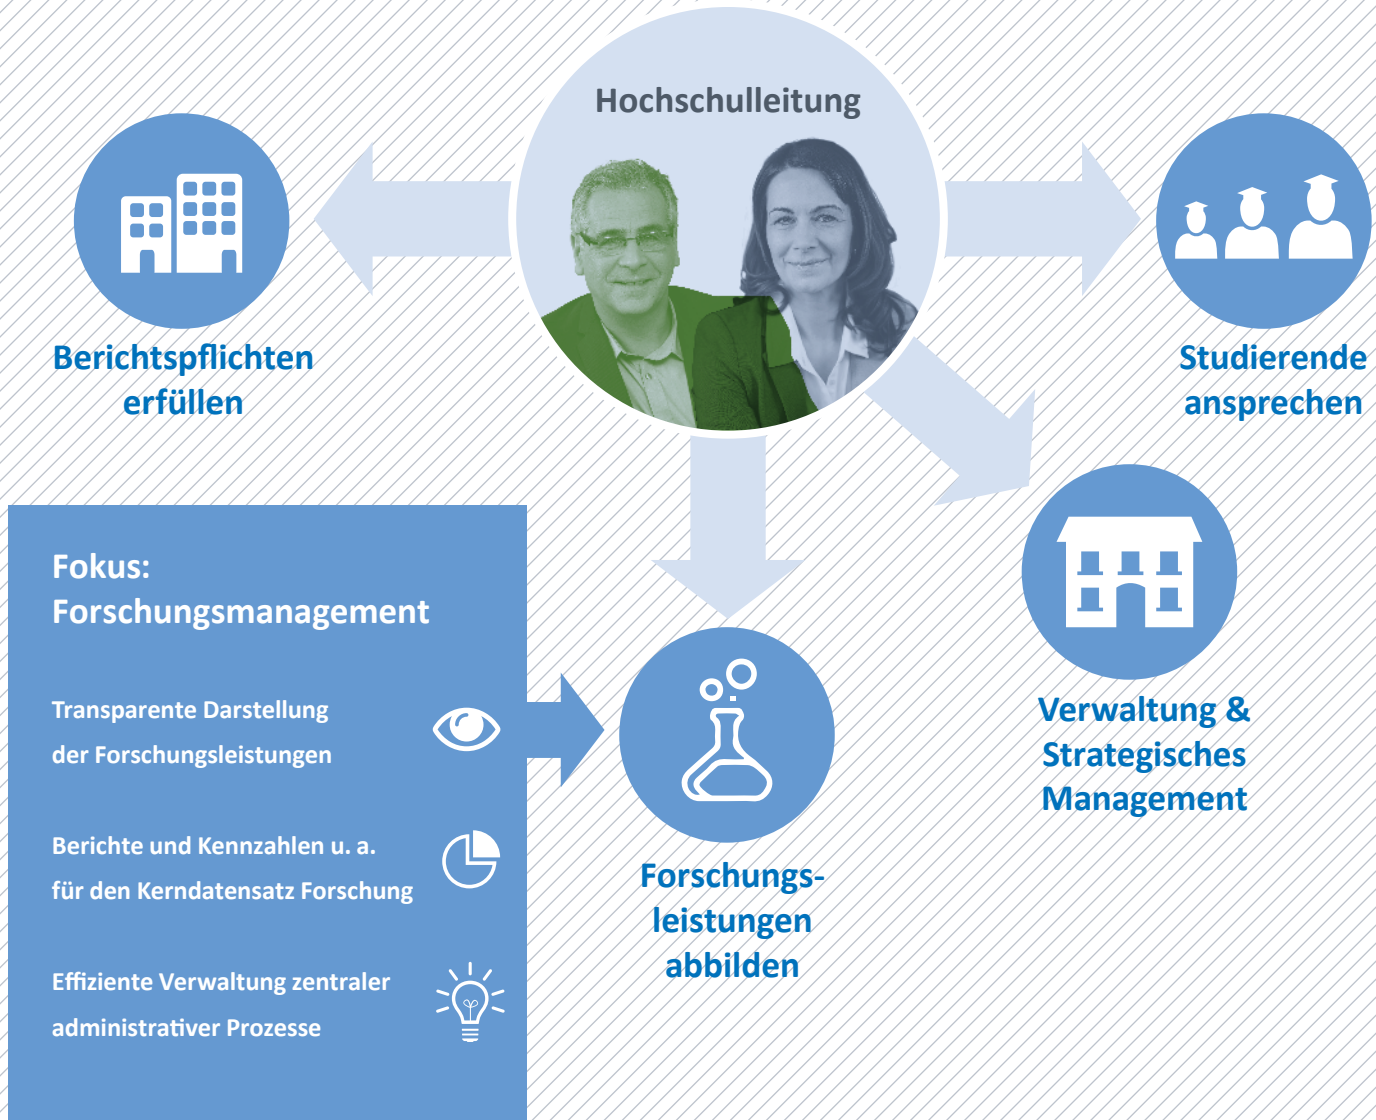 Hochschulleitung
Berichtspflichten
erfüllen
Studierende
ansprechen
Fokus:
Forschungsmanagement
Transparente Darstellung
der Forschungsleistungen
Berichte und Kennzahlen u. a.
für den Kerndatensatz Forschung
Effiziente Verwaltung zentraler
administrativer Prozesse
Forschungs-
leistungen
abbilden
Verwaltung &
Strategisches
Management